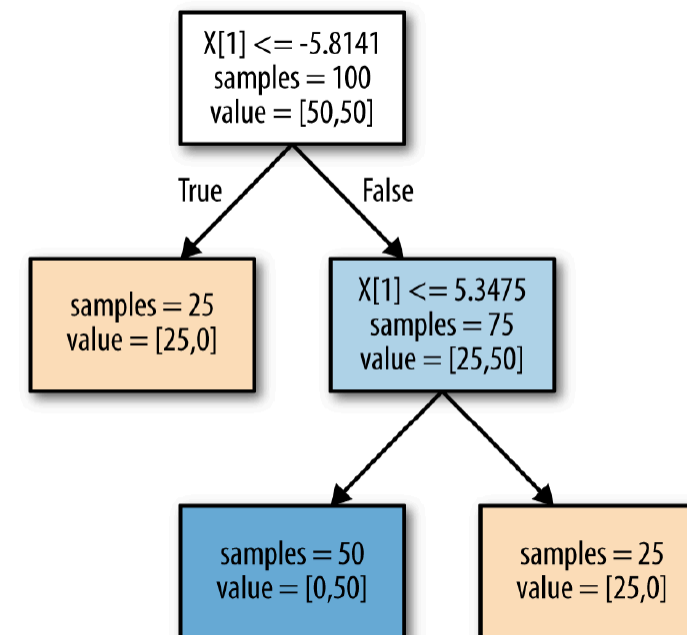 X[1] <= -5.8141
samples = 100
value = [50,50]
True
False
samples = 25
value = [25,0]
X[1] <= 5.3475
samples = 75
value = [25,50]
samples = 50
value = [0,50]
samples = 25
value = [25,0]